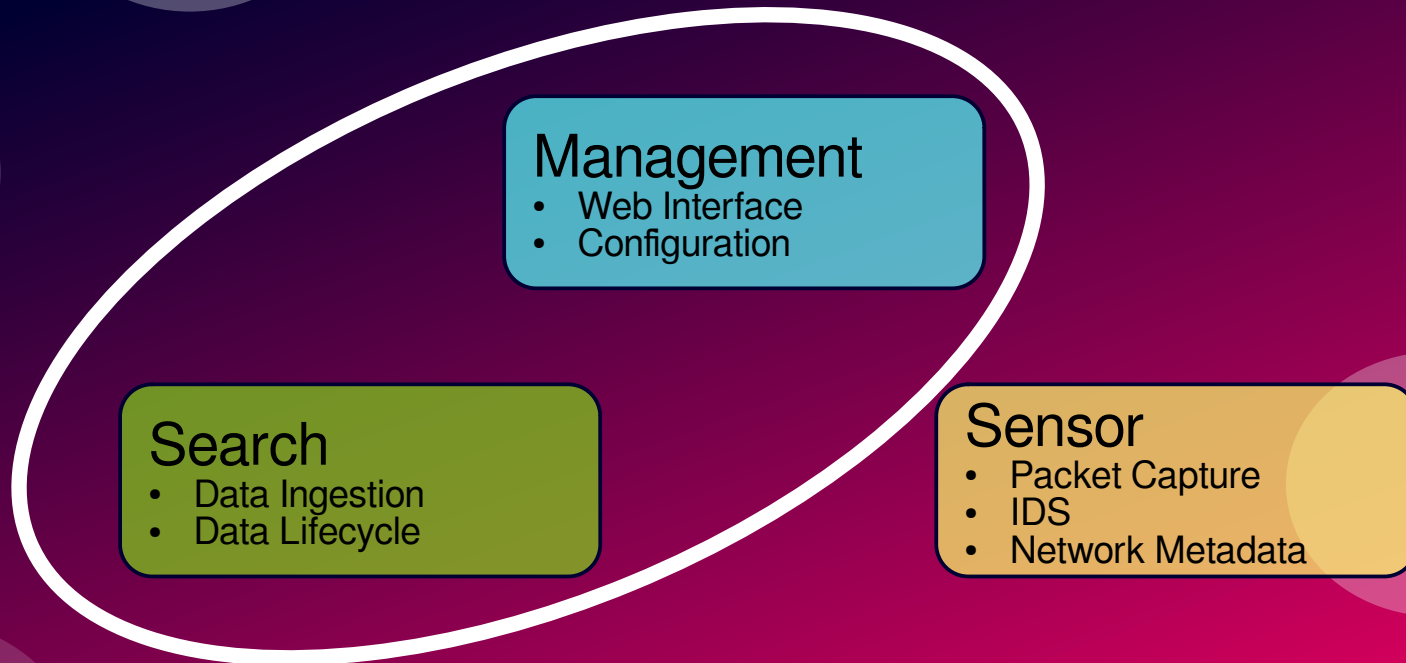 Management
• Web Interface
• Configuration
Search
• Data Ingestion
• Data Lifecycle
Sensor
• Packet Capture
• IDS
• Network Metadata